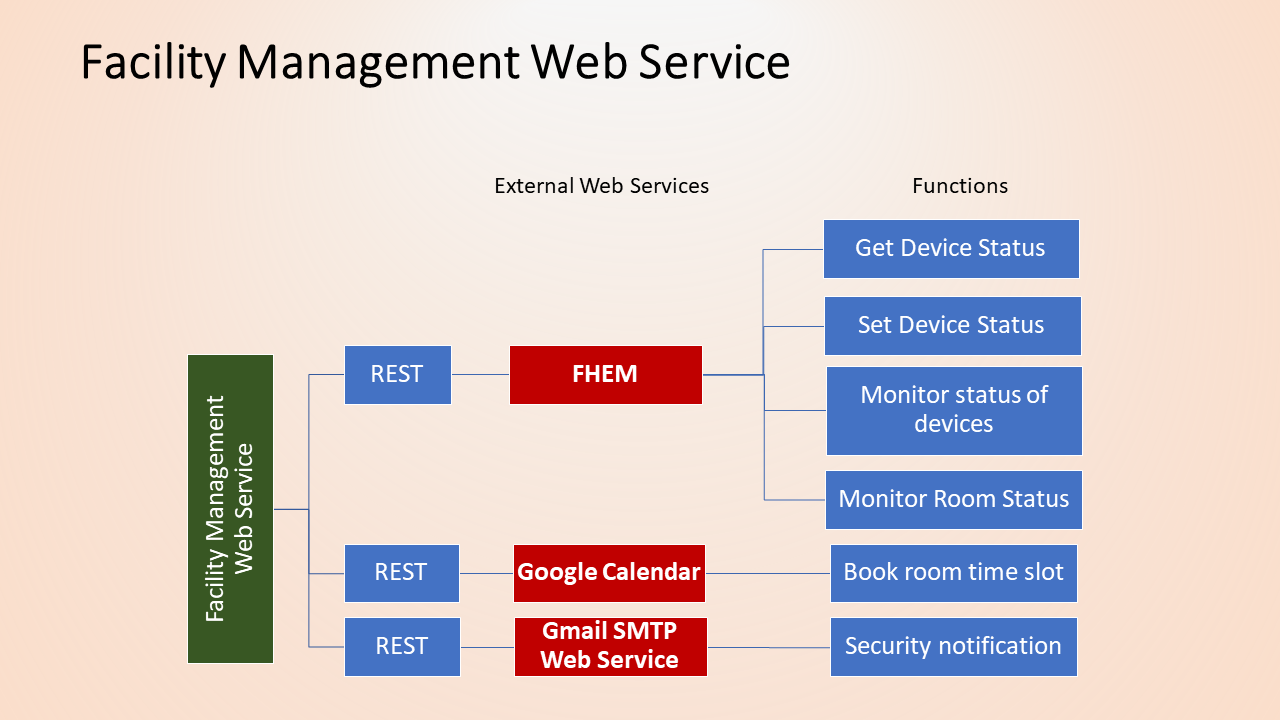 Facility Management Web Service
External Web Services
Functions
Get Device Status
Set Device Status
REST
FHEM
Monitor status of
devices
Monitor Room Status
Facility Management
Web Service
REST
Google Calendar
Book room time slot
REST
Gmail SMTP
Web Service
Security notification